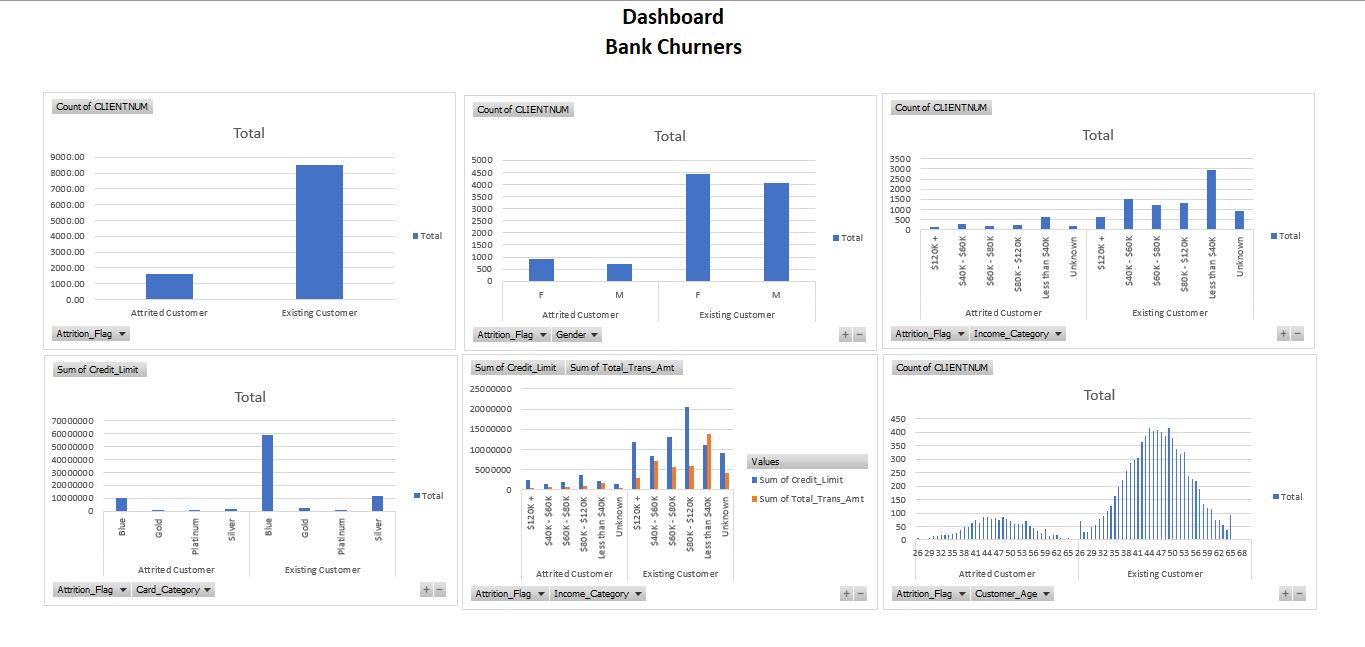 Dashboard
Bank Churners
Count of CLIENTNUM
Total
9000.00
8000.00
7000.00
6000.00
5000.00
4000.00
3000.00
2000.00
1000.00
0.00
Attrited Customer Existing Customer
Total
Attrition_Flag
Count of CLIENTNUM
Total
5000
4500
4000
3500
3000
2500
2000
1500
1000
500
0
F M F M
Attrited Customer Existing Customer
Total
Attrition_Flag Gender
+ −
Count of CLIENTNUM
Total
3500
3000
2500
2000
1500
1000
500
0
$120K +
$40K - $60K
$60K - $80K
$80K - $120K
Less than $40K
Unknown
$120K +
$40K - $60K
$60K - $80K
$80K - $120K
Less than $40K
Unknown
Attrited Customer Existing Customer
Total
Attrition_Flag Income_Category
+ −
Sum of Credit_Limit
Total
70000000
60000000
50000000
40000000
30000000
20000000
10000000
0
Blue
Gold
Platinum
Silver
Blue
Gold
Platinum
Silver
Attrited Customer Existing Customer
Total
Attrition_Flag Card_Category
+ −
Sum of Credit_Limit Sum of Total_Trans_Amt
25000000
20000000
15000000
10000000
5000000
0
$120K +
$40K - $60K
$60K - $80K
$80K - $120K
Less than $40K
Unknown
$120K +
$40K - $60K
$60K - $80K
$80K - $120K
Less than $40K
Unknown
Attrited Customer Existing Customer
Values
Sum of Credit_Limit
Sum of Total_Trans_Amt
Attrition_Flag Income_Category
+ −
Count of CLIENTNUM
Total
450
400
350
300
250
200
150
100
50
0
26 29 32 35 38 41 44 47 50 53 56 59 62 65 26 29 32 35 38 41 44 47 50 53 56 59 62 65 68
Attrited Customer Existing Customer
Total
Attrition_Flag Customer_Age
+ −